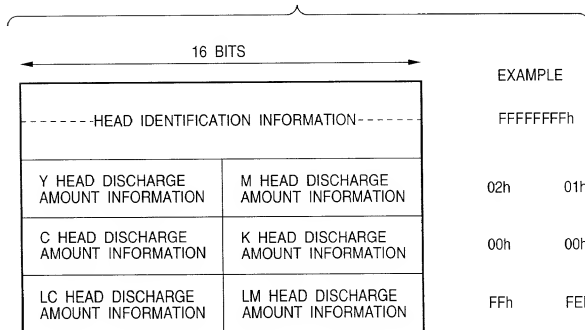 16 BITS
EXAMPLE
HEAD IDENTIFICATION INFORMATION
FFFFFFFFh
Y HEAD DISCHARGE
AMOUNT INFORMATION
M HEAD DISCHARGE
AMOUNT INFORMATION
02h 01h
C HEAD DISCHARGE
AMOUNT INFORMATION
K HEAD DISCHARGE
AMOUNT INFORMATION
00h 00h
LC HEAD DISCHARGE
AMOUNT INFORMATION
LM HEAD DISCHARGE
AMOUNT INFORMATION
FFh